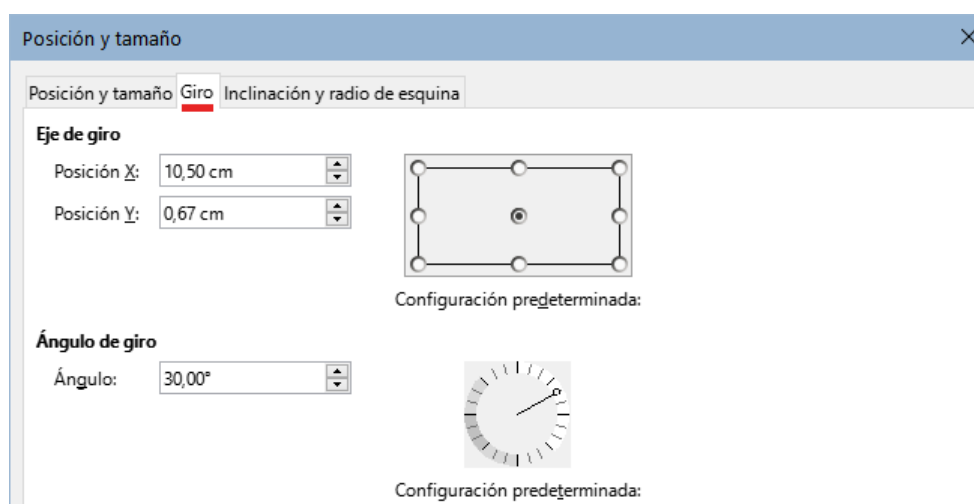 Posición y tamaño
Posición y tamaño Giro Inclinación y radio de esquina
Eje de giro
Posición X: 10,50 cm
Posición Y: 0,67 cm
Configuración predeterminada:
Ángulo de giro
Ángulo: 30,00°
Configuración predeterminada: